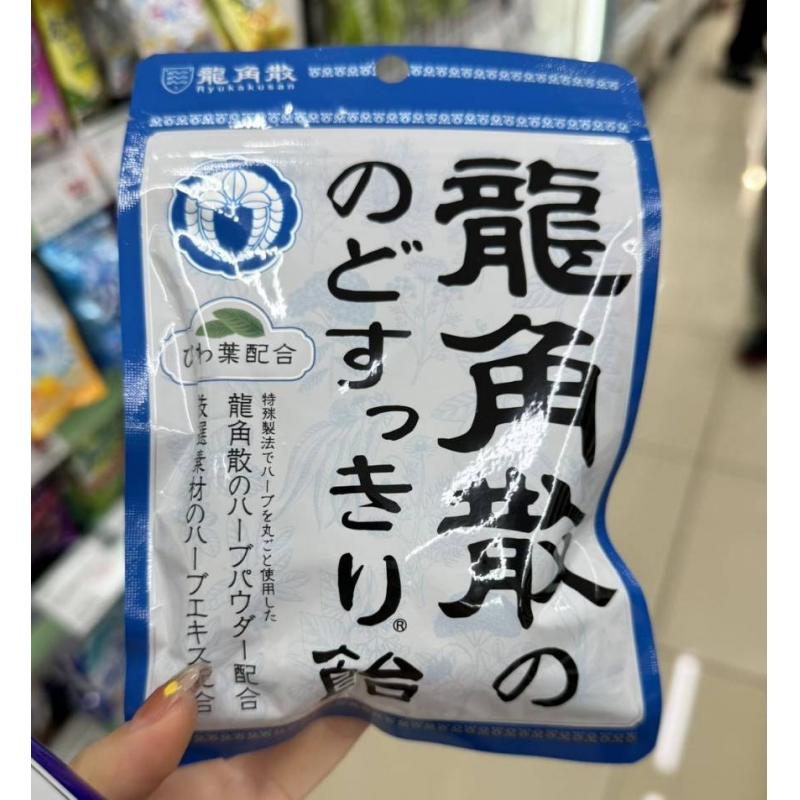 龍角散
Ryukakusan
龍角散の
のどすっきり®飴
びわ葉配合
特殊製法でハーブを丸ごと使用した
龍角散のハーブパウダー配合
厳選素材のハーブエキス配合